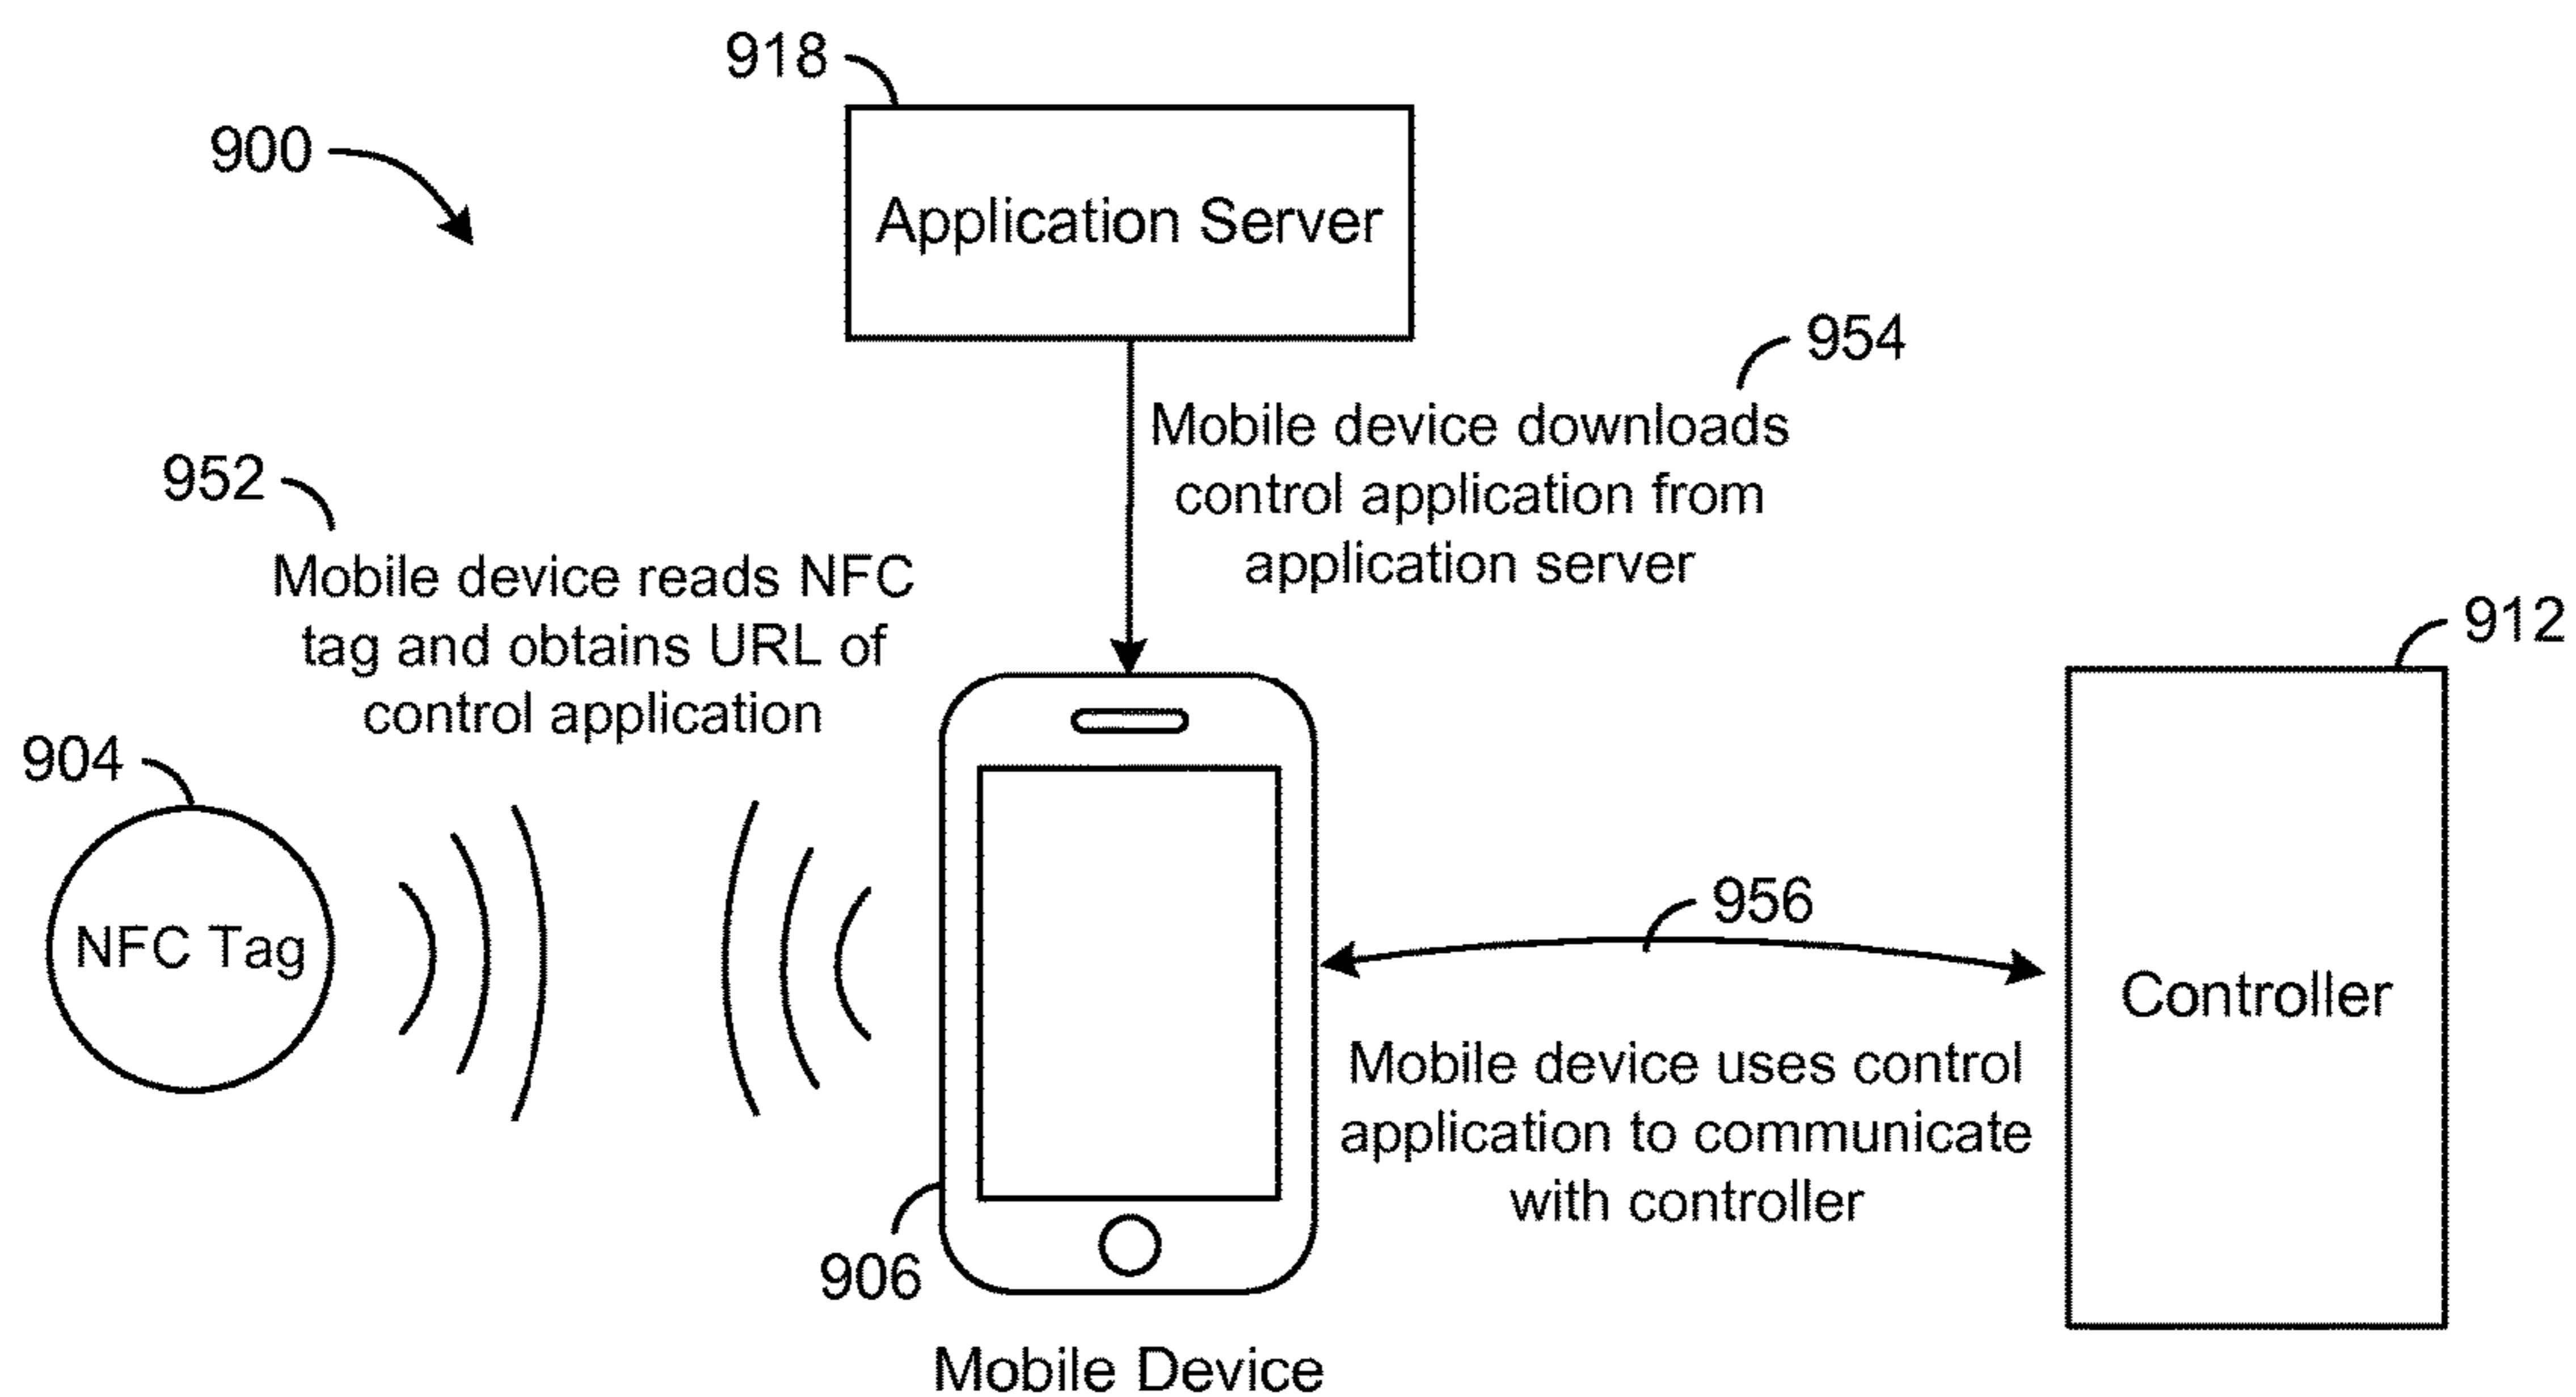 918
900
Application Server
954
Mobile device downloads
control application from
application server
952
Mobile device reads NFC
tag and obtains URL of
control application
912
904
NFC Tag
956
Controller
Mobile device uses control
application to communicate
with controller
906
Mobile Device